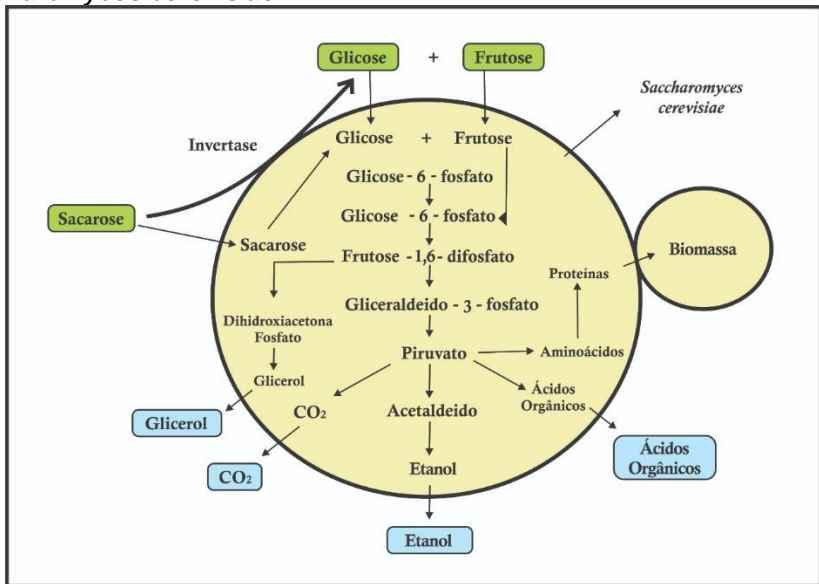 Glicose + Frutose
Saccharomyces
cerevisiae
Invertase
Glicose + Frutose
Glicose - 6 - fosfato
Sacarose
Glicose - 6 - fosfato
Sacarose
Frutose - 1,6 - difosfato
Biomassa
Proteínas
Gliceraldeido - 3 - fosfato
Dihidroxiacetona
Fosfato
Piruvato
Aminoácidos
Glicerol
Ácidos
Orgânicos
CO₂
Acetaldeido
Glicerol
Ácidos
Orgânicos
CO₂
Etanol
Etanol